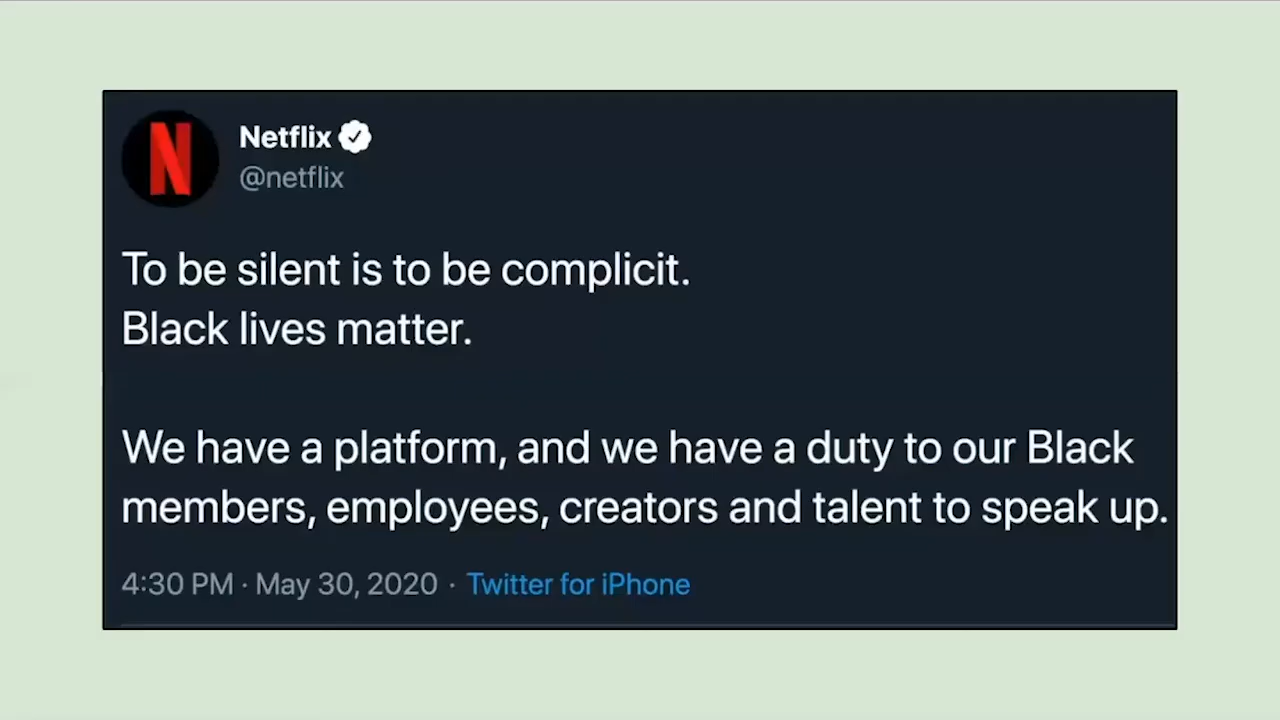 Netflix
@netflix
To be silent is to be complicit.
Black lives matter.
We have a platform, and we have a duty to our Black
members, employees, creators and talent to speak up.
4:30 PM · May 30, 2020 · Twitter for iPhone